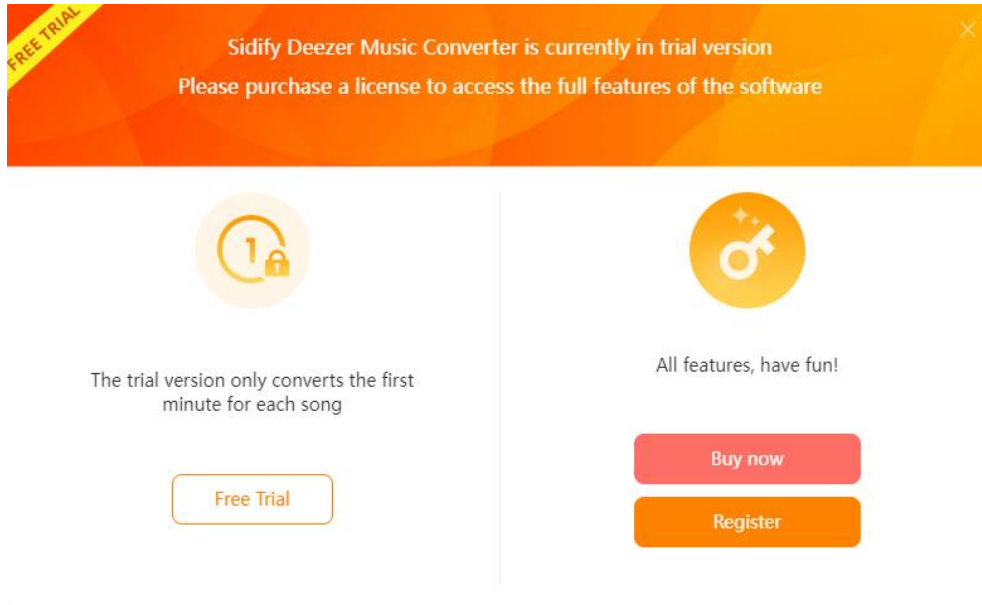 FREE TRIAL
Sidify Deezer Music Converter is currently in trial version
Please purchase a license to access the full features of the software
1
The trial version only converts the first
minute for each song
Free Trial
All features, have fun!
Buy now
Register